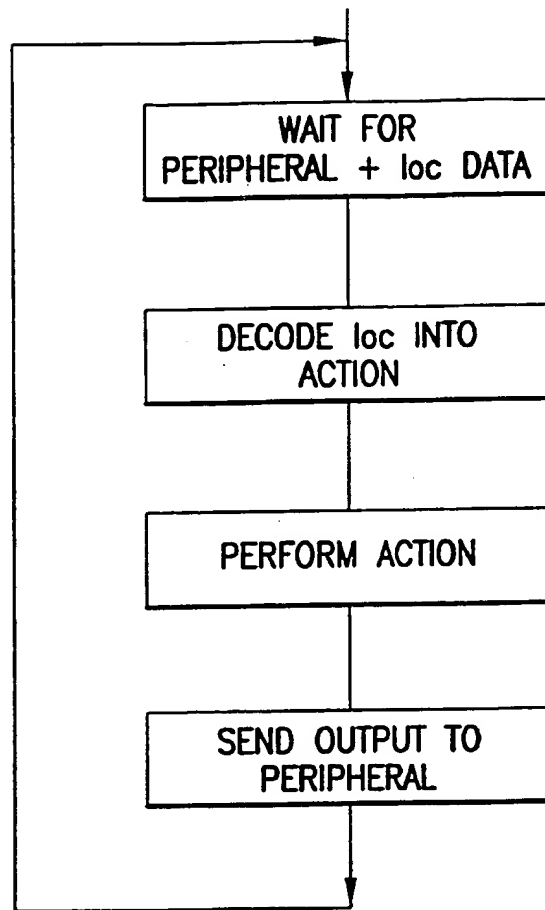 WAIT FOR
PERIPHERAL + loc DATA
DECODE loc INTO
ACTION
PERFORM ACTION
SEND OUTPUT TO
PERIPHERAL